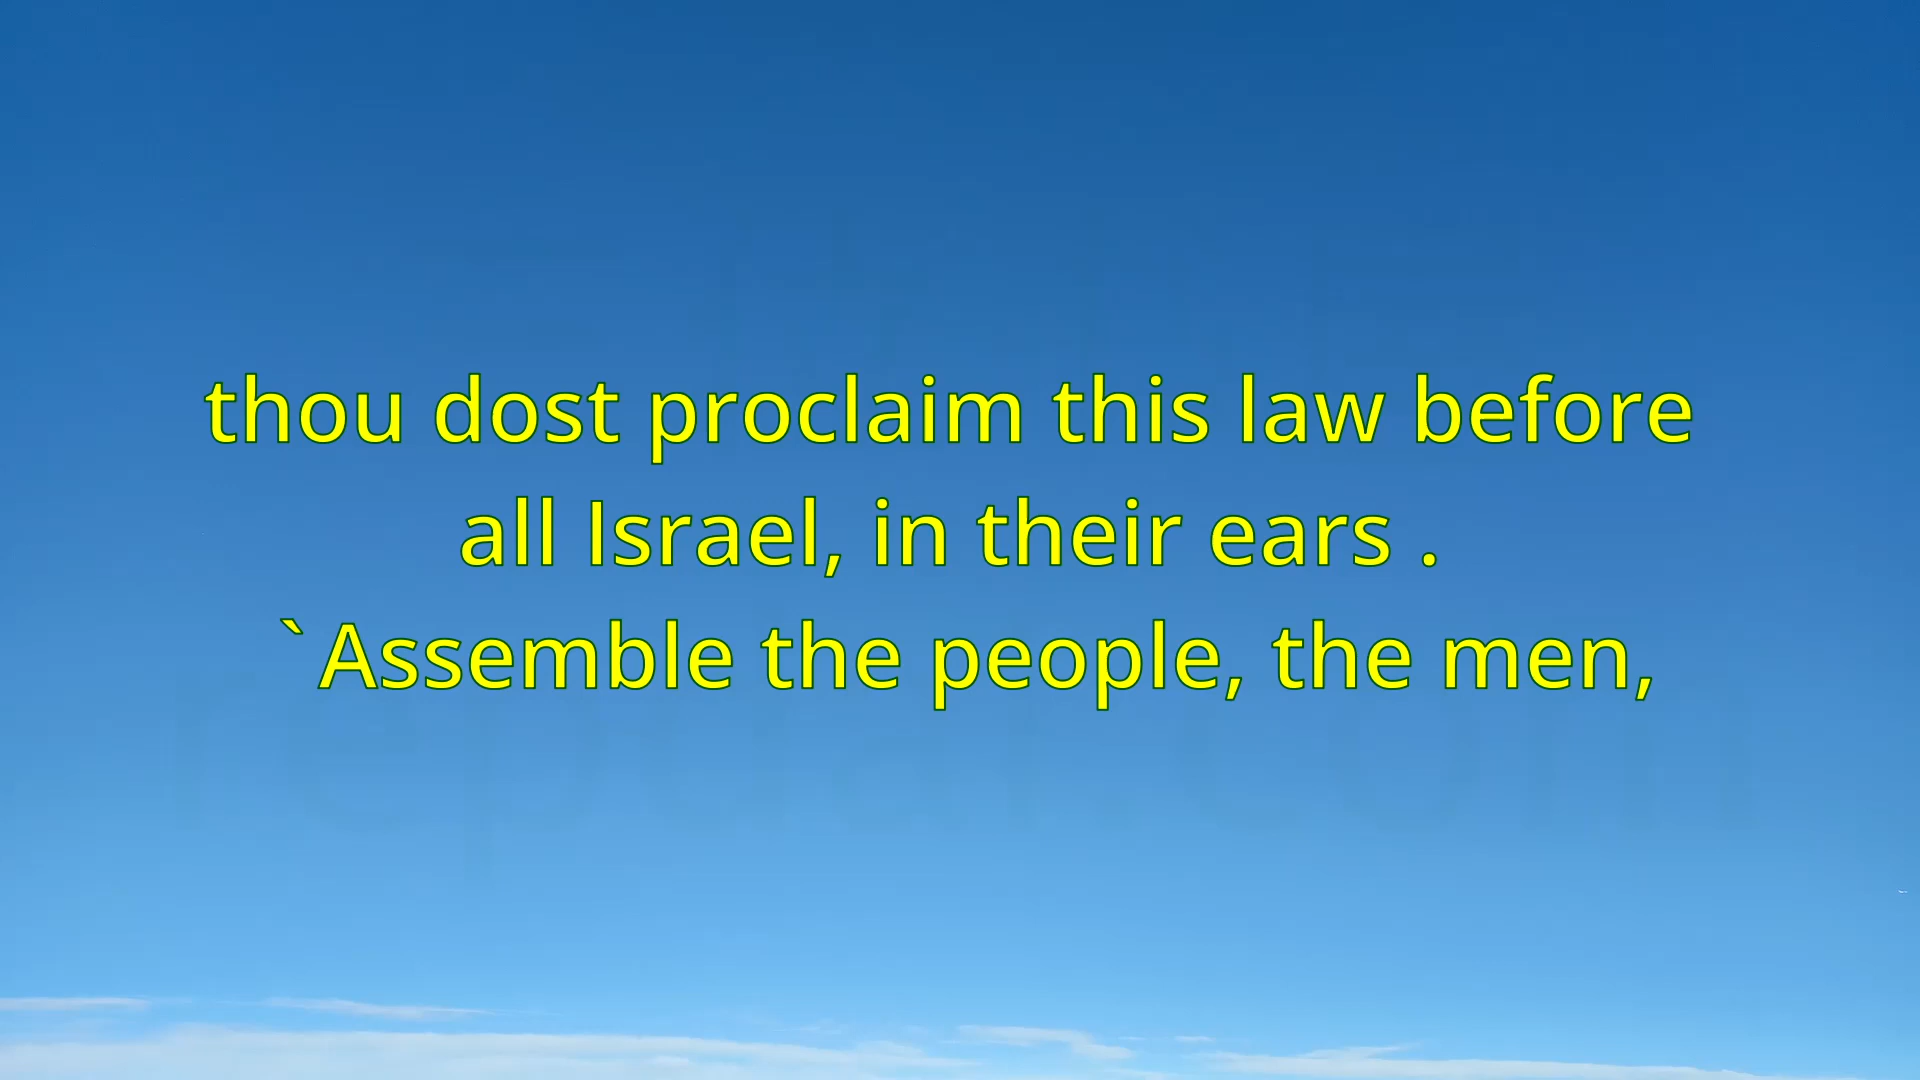 thou dost proclaim this law before
all Israel, in their ears .
`Assemble the people, the men,